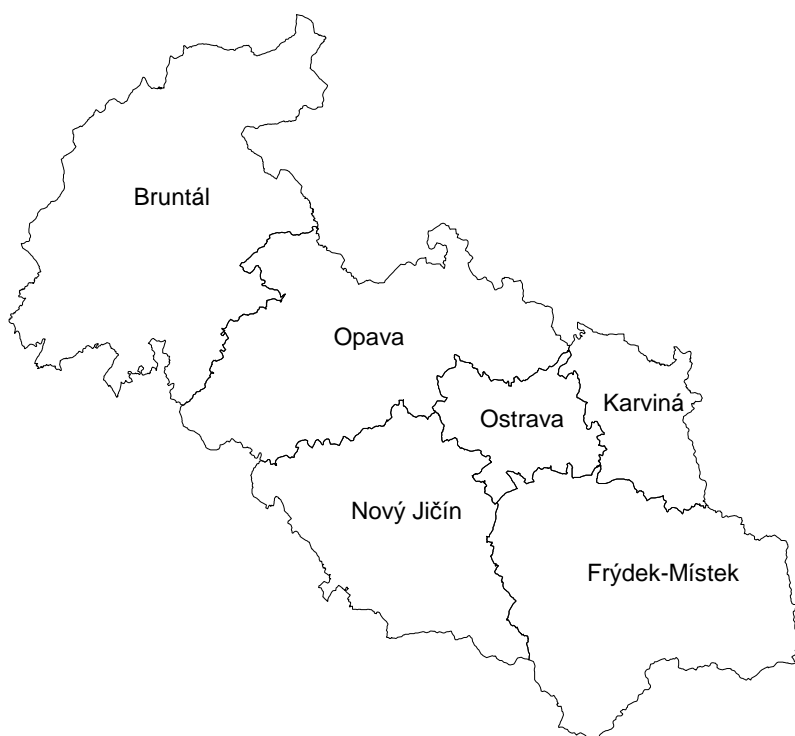 Bruntál
Opava
Karviná
Ostrava
Nový Jičín
Frýdek-Místek